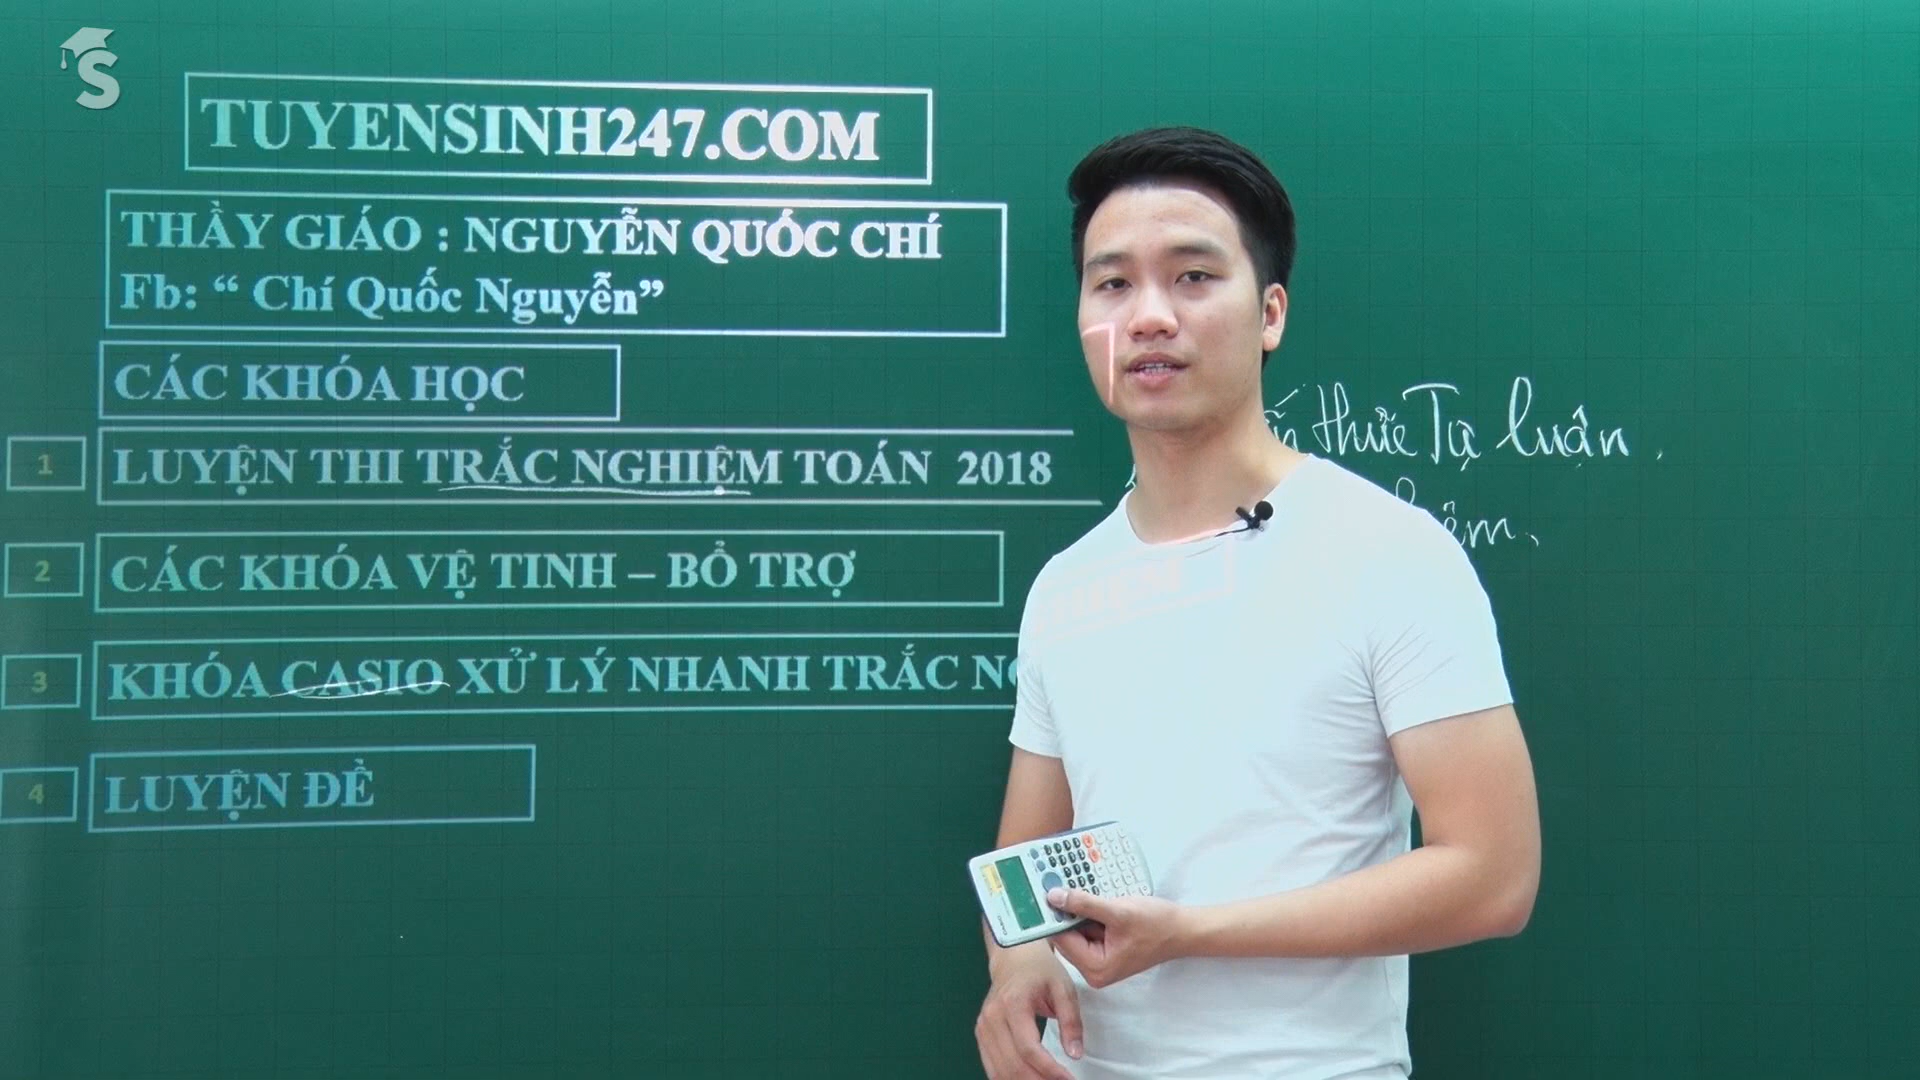 S
TUYENSINH247.COM
THẦY GIÁO : NGUYỄN QUỐC CHÍ
Fb: “ Chí Quốc Nguyễn”
CÁC KHÓA HỌC
1 LUYỆN THI TRẮC NGHIỆM TOÁN 2018
2 CÁC KHÓA VỆ TINH – BỔ TRỢ
3 KHÓA CASIO XỬ LÝ NHANH TRẮC
4 LUYỆN ĐỀ
thức Tự luận.
CASIO